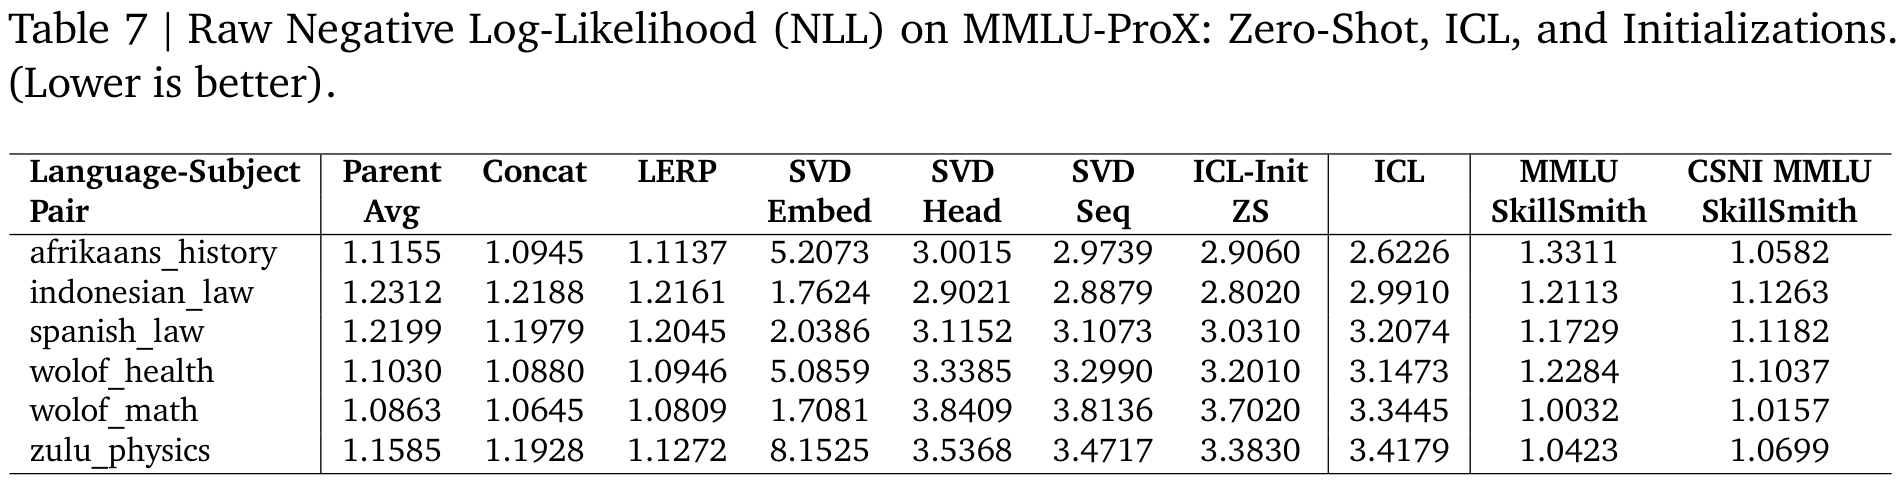 Table 7 | Raw Negative Log-Likelihood (NLL) on MMLU-ProX: Zero-Shot, ICL, and Initializations.
(Lower is better).
Language-Subject Parent Concat LERP SVD SVD SVD ICL-Init ICL MMLU CSNI MMLU
Pair Avg Embed Head Seq ZS SkillSmith SkillSmith
afrikaans_history 1.1155 1.0945 1.1137 5.2073 3.0015 2.9739 2.9060 2.6226 1.3311 1.0582
indonesian_law 1.2312 1.2188 1.2161 1.7624 2.9021 2.8879 2.8020 2.9910 1.2113 1.1263
spanish_law 1.2199 1.1979 1.2045 2.0386 3.1152 3.1073 3.0310 3.2074 1.1729 1.1182
wolof_health 1.1030 1.0880 1.0946 5.0859 3.3385 3.2990 3.2010 3.1473 1.2284 1.1037
wolof_math 1.0863 1.0645 1.0809 1.7081 3.8409 3.8136 3.7020 3.3445 1.0032 1.0157
zulu_physics 1.1585 1.1928 1.1272 8.1525 3.5368 3.4717 3.3830 3.4179 1.0423 1.0699